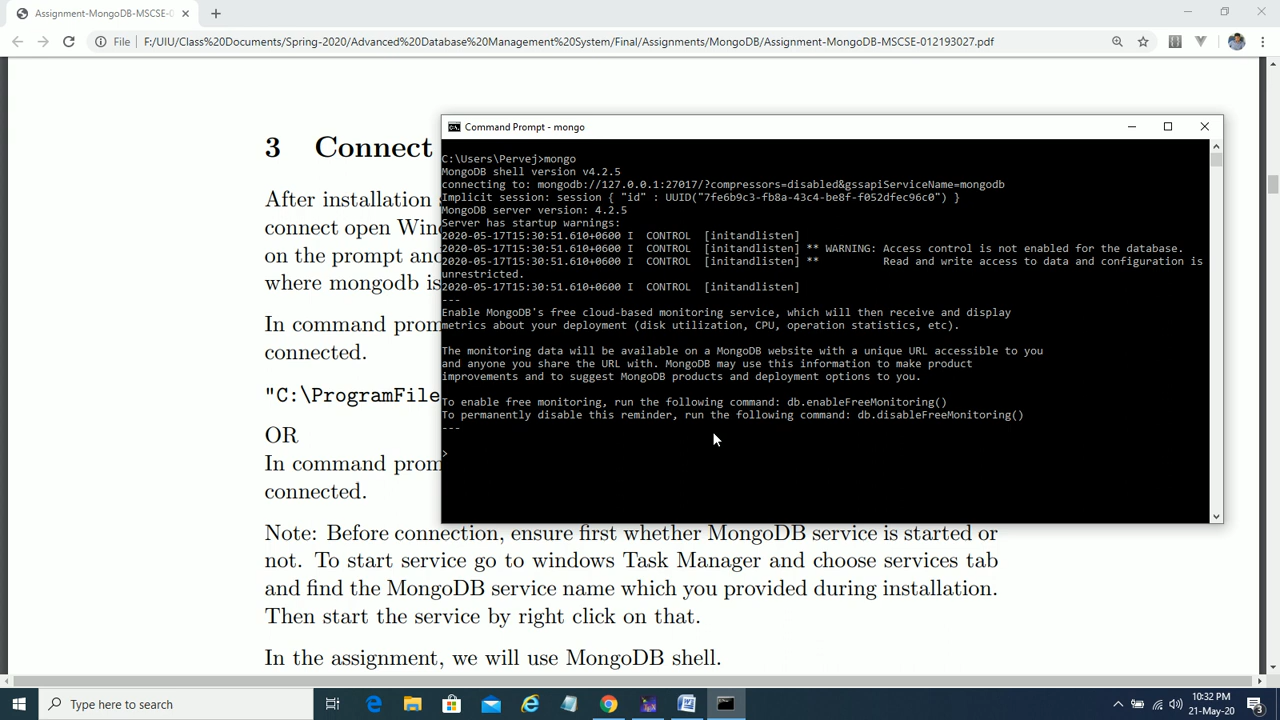 Assignment-MongoDB-MSCSE-0
File
F:/UIU/Class%20Documents/Spring-2020/Advanced%20Database%20Management%20System/Final/Assignments/MongoDB/Assignment-MongoDB-MSCSE-012193027.pdf
3 Connect
After installation
connect open Win
on the prompt and
where mongodb is
In command prom
connected.
"C:\ProgramFile
OR
In command prom
connected.
Note: Before connection, ensure first whether MongoDB service is started or
not. To start service go to windows Task Manager and choose services tab
and find the MongoDB service name which you provided during installation.
Then start the service by right click on that.
In the assignment, we will use MongoDB shell.
Command Prompt - mongo
C:\Users\Pervej>mongo
MongoDB shell version v4.2.5
connecting to: mongodb://127.0.0.1:27017/?compressors=disabled&gssapiServiceName=mongodb
Implicit session: session { "id" : UUID("7fe6b9c3-fb8a-43c4-be8f-f052dfec96c0") }
MongoDB server version: 4.2.5
Server has startup warnings:
2020-05-17T15:30:51.610+0600 I  CONTROL  [initandlisten]
2020-05-17T15:30:51.610+0600 I  CONTROL  [initandlisten] ** WARNING: Access control is not enabled for the database.
2020-05-17T15:30:51.610+0600 I  CONTROL  [initandlisten] **          Read and write access to data and configuration is
unrestricted.
2020-05-17T15:30:51.610+0600 I  CONTROL  [initandlisten]
---
Enable MongoDB's free cloud-based monitoring service, which will then receive and display
metrics about your deployment (disk utilization, CPU, operation statistics, etc).
The monitoring data will be available on a MongoDB website with a unique URL accessible to you
and anyone you share the URL with. MongoDB may use this information to make product
improvements and to suggest MongoDB products and deployment options to you.
To enable free monitoring, run the following command: db.enableFreeMonitoring()
To permanently disable this reminder, run the following command: db.disableFreeMonitoring()
---
>
Type here to search
10:32 PM
21-May-20
3